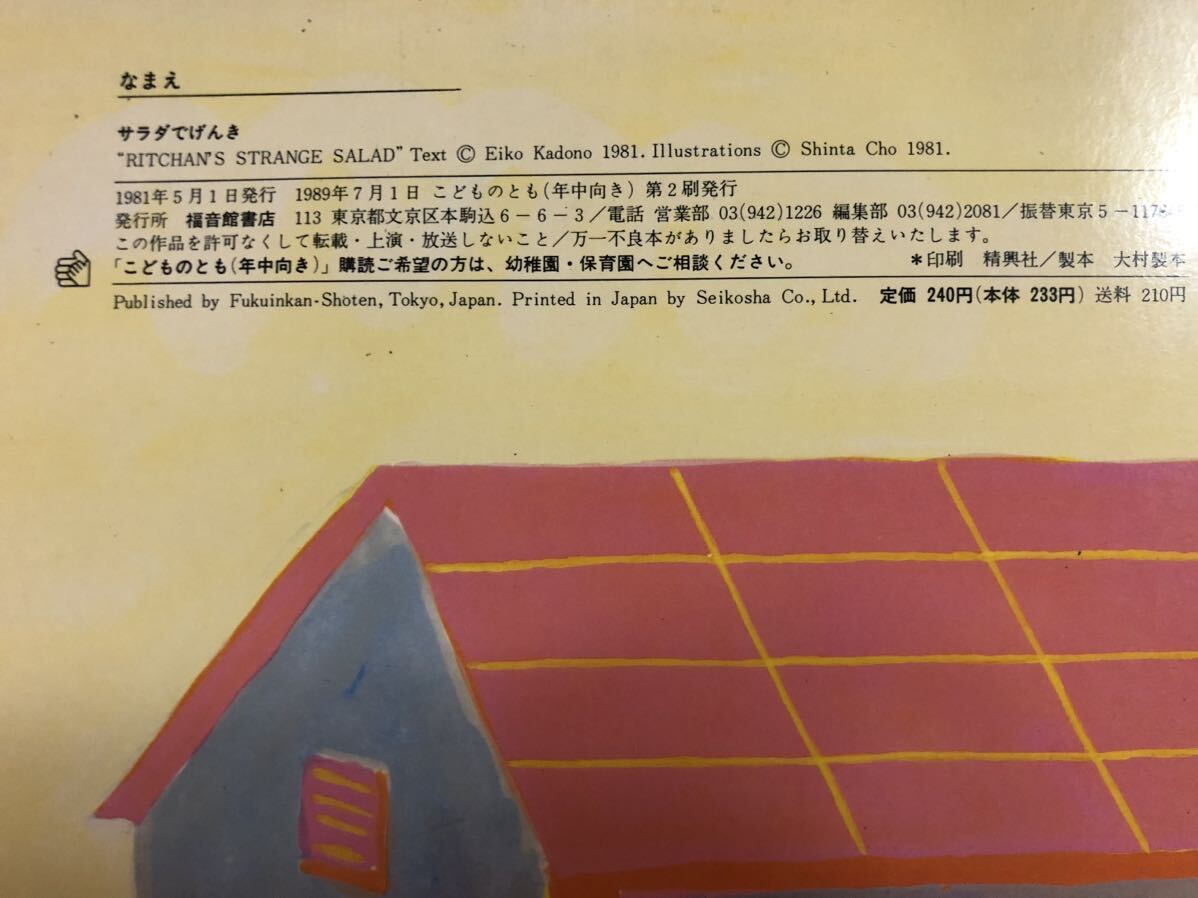 なまえ
サラダでげんき
"RITCHAN'S STRANGE SALAD" Text © Eiko Kadono 1981. Illustrations © Shinta Cho 1981.
1981年5月1日発行 1989年7月1日 こどものとも(年中向き) 第2刷発行
発行所 福音館書店 113 東京都文京区本駒込6-6-3/電話 営業部 03(942)1226 編集部 03(942)2081/振替東京5-
この作品を許可なくして転載・上演・放送しないこと/万一不良本がありましたらお取り替えいたします。
「こどものとも(年中向き)」購読ご希望の方は、幼稚園・保育園へご相談ください。 *印刷 精興社/製本 大村製本
Published by Fukuinkan-Shoten, Tokyo, Japan. Printed in Japan by Seikosha Co., Ltd. 定価 240円(本体 233円) 送料 210円